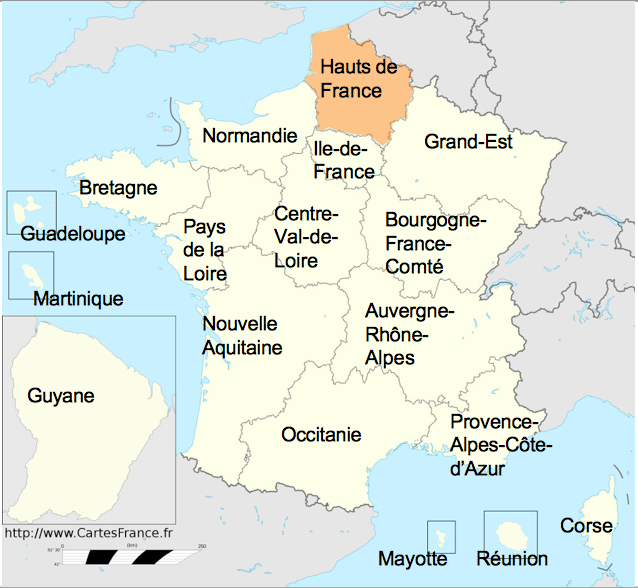 Hauts de
France
Normandie
Ile-de-
France
Grand-Est
Bretagne
Guadeloupe
Pays
de la
Loire
Centre-
Val-de-
Loire
Bourgogne-
France-
Comté
Martinique
Nouvelle
Aquitaine
Auvergne-
Rhône-
Alpes
Guyane
Occitanie
Provence-
Alpes-Côte-
d'Azur
Corse
Mayotte
Réunion
http://www.CartesFrance.fr
(km)
250